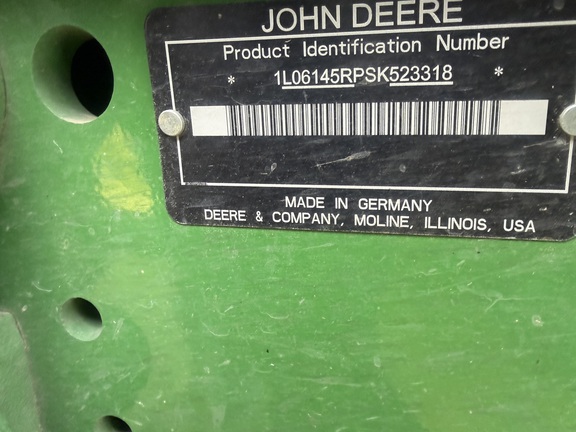 JOHN DEERE
Product Identification Number
* 1L06145RPSK523318 *
MADE IN GERMANY
DEERE & COMPANY, MOLINE, ILLINOIS, USA